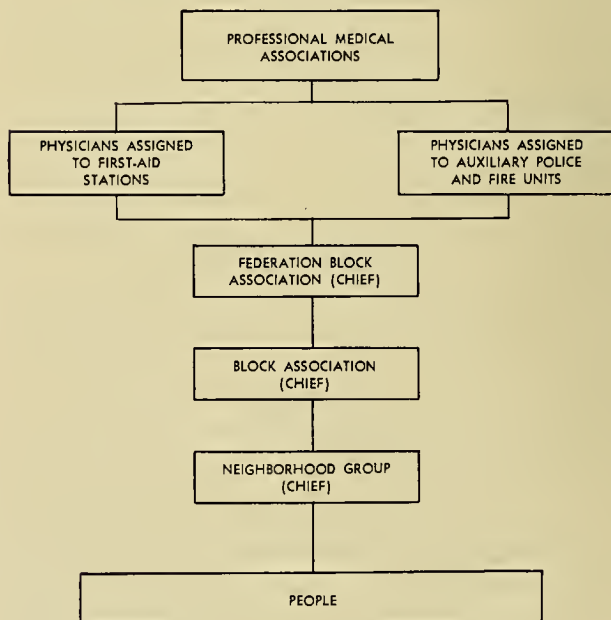 PROFESSIONAL MEDICAL
ASSOCIATIONS
PHYSICIANS ASSIGNED
TO FIRST-AID
STATIONS
PHYSICIANS ASSIGNED
TO AUXILIARY POLICE
AND FIRE UNITS
FEDERATION BLOCK
ASSOCIATION (CHIEF)
BLOCK ASSOCIATION
(CHIEF)
NEIGHBORHOOD GROUP
(CHIEF)
PEOPLE